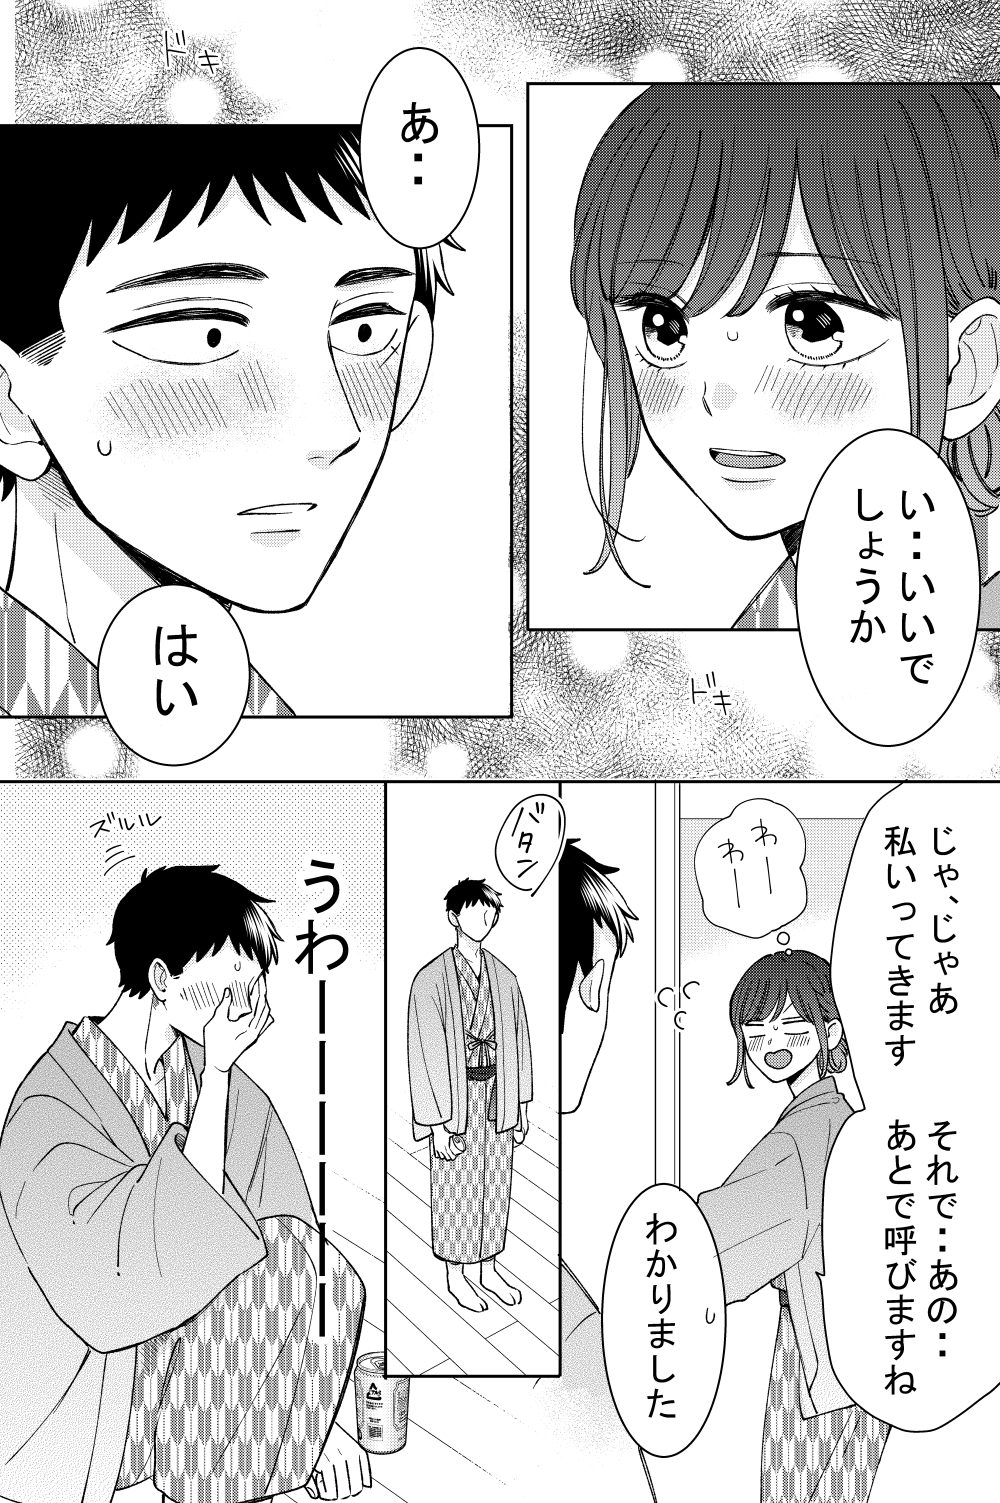 い‥いいで
しょうか
ドキ
あ‥
はい
ドキ
じゃ、じゃあ
私いってきます
それで‥あの‥
あとで呼びますね
わー
わー
わかりました
バタン
うわーーーーーーー
ズルル